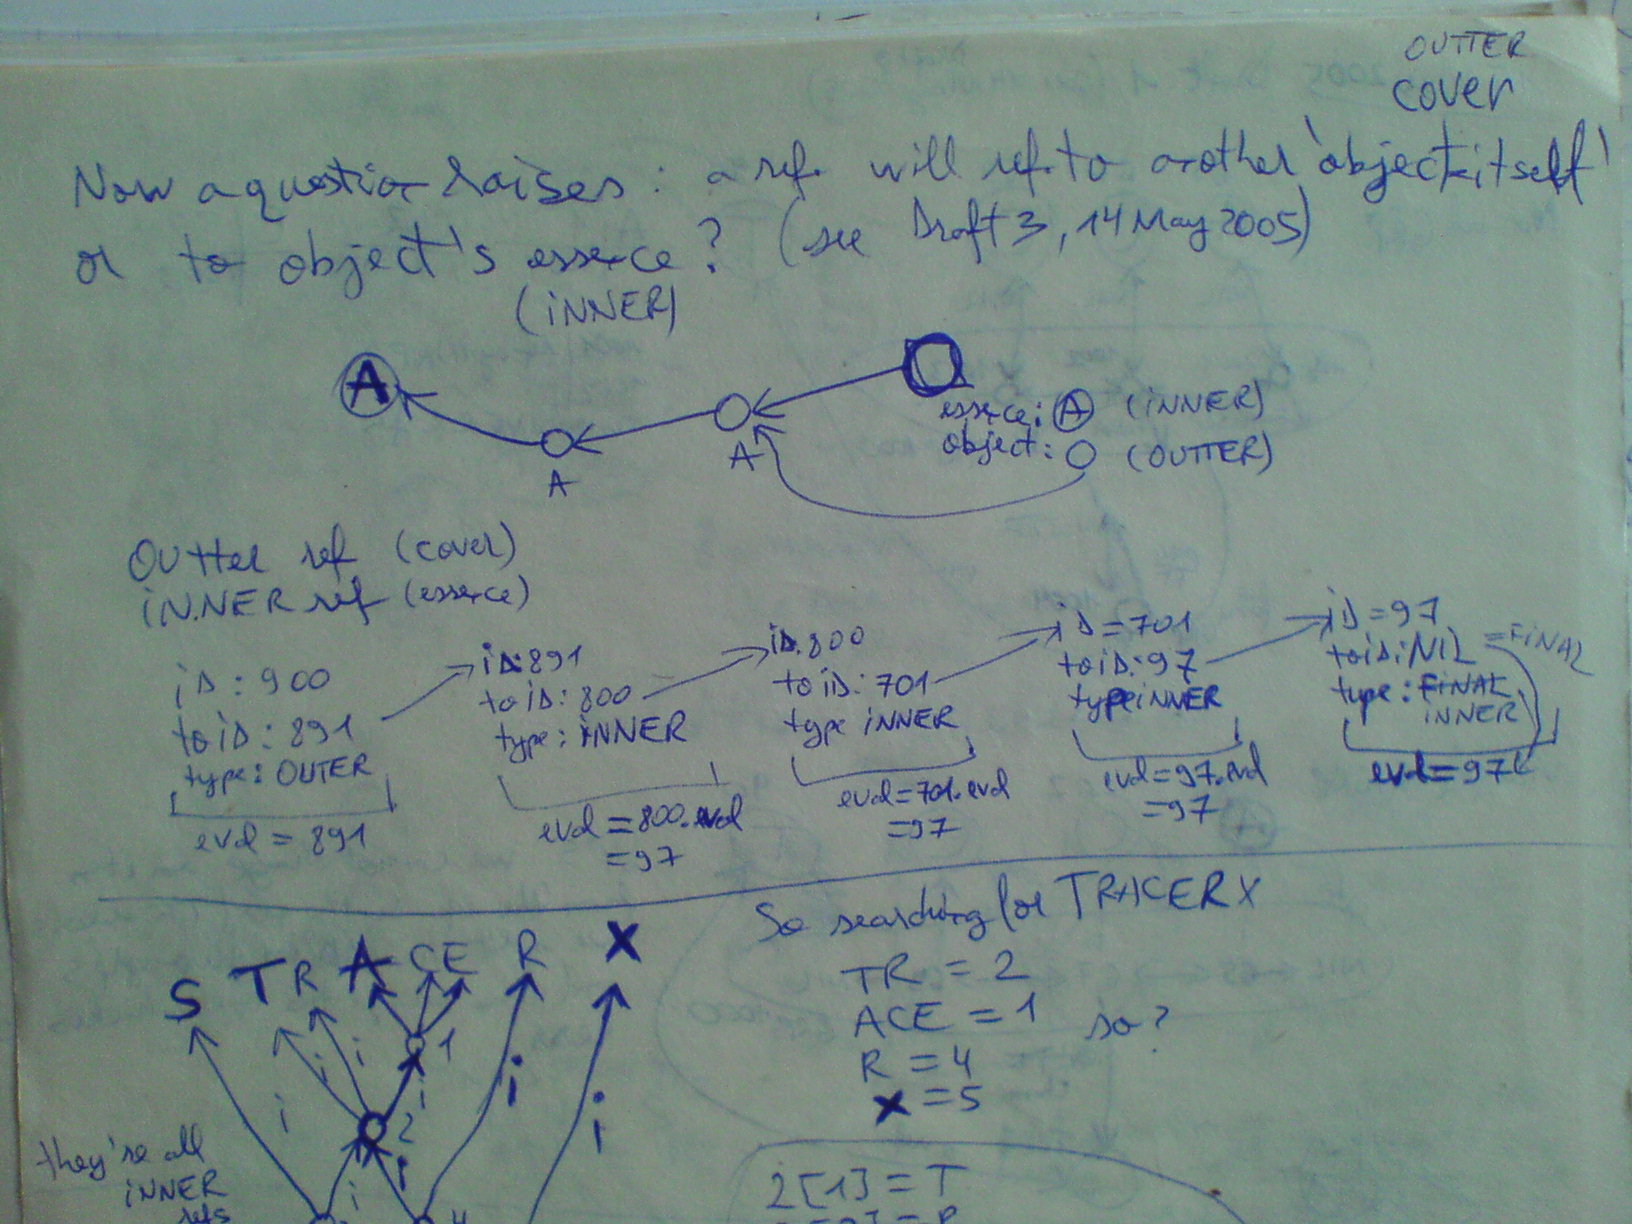 OUTTER
cover
Now a question raises: a ref. will ref. to another 'object itself'
or to object's essence? (see Draft 3, 14 May 2005)
(iNNER)
A
essence: A (iNNER)
object: O (OUTTER)
A
A
OUtter ref (cover)
iNNER ref (essence)
iD: 900
toiD: 891
type: OUTER
eval = 891
iD: 891
toiD: 800
type: iNNER
eval = 800.eval
= 97
iD. 800
to iD: 701
type iNNER
eval = 701.eval
= 97
iD = 701
toiD: 97
type iNNER
eval = 97.eval
= 97
iD = 97
toiD: NIL = FiNAL
type: FiNAL
iNNER
eval = 97
So searching for TRACERX
TR = 2
ACE = 1 so?
R = 4
X = 5
S T R A C E R X
1
i i i i i
i
2
i i
they're all
iNNER
refs
4
2[1] = T